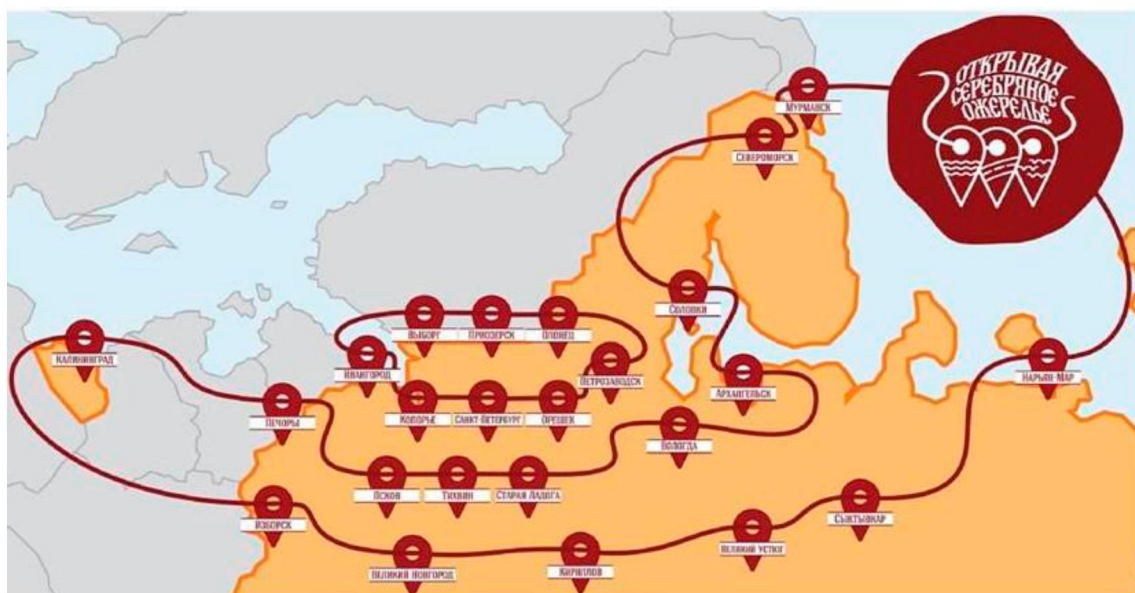 ОТКРЫВАЯ
СЕРЕБРЯНОЕ
ОЖЕРЕЛЬЕ
МУРМАНСК
СЕВЕРОМОРСК
СОЛОВКИ
ВЫБОРГ
ПРИОЗЕРСК
ОЛОНЕЦ
КАЛИНИНГРАД
ИВАНГОРОД
ПЕТРОЗАВОДСК
НАРЬЯН-МАР
АРХАНГЕЛЬСК
ПЕЧОРЫ
КОПОРЬЕ
САНКТ-ПЕТЕРБУРГ
ОРЕШЕК
ВОЛОГДА
ПСКОВ
ТИХВИН
СТАРАЯ ЛАДОГА
ИЗБОРСК
СЫКТЫВКАР
ВЕЛИКИЙ УСТЮГ
ВЕЛИКИЙ НОВГОРОД
КИРИЛЛОВ